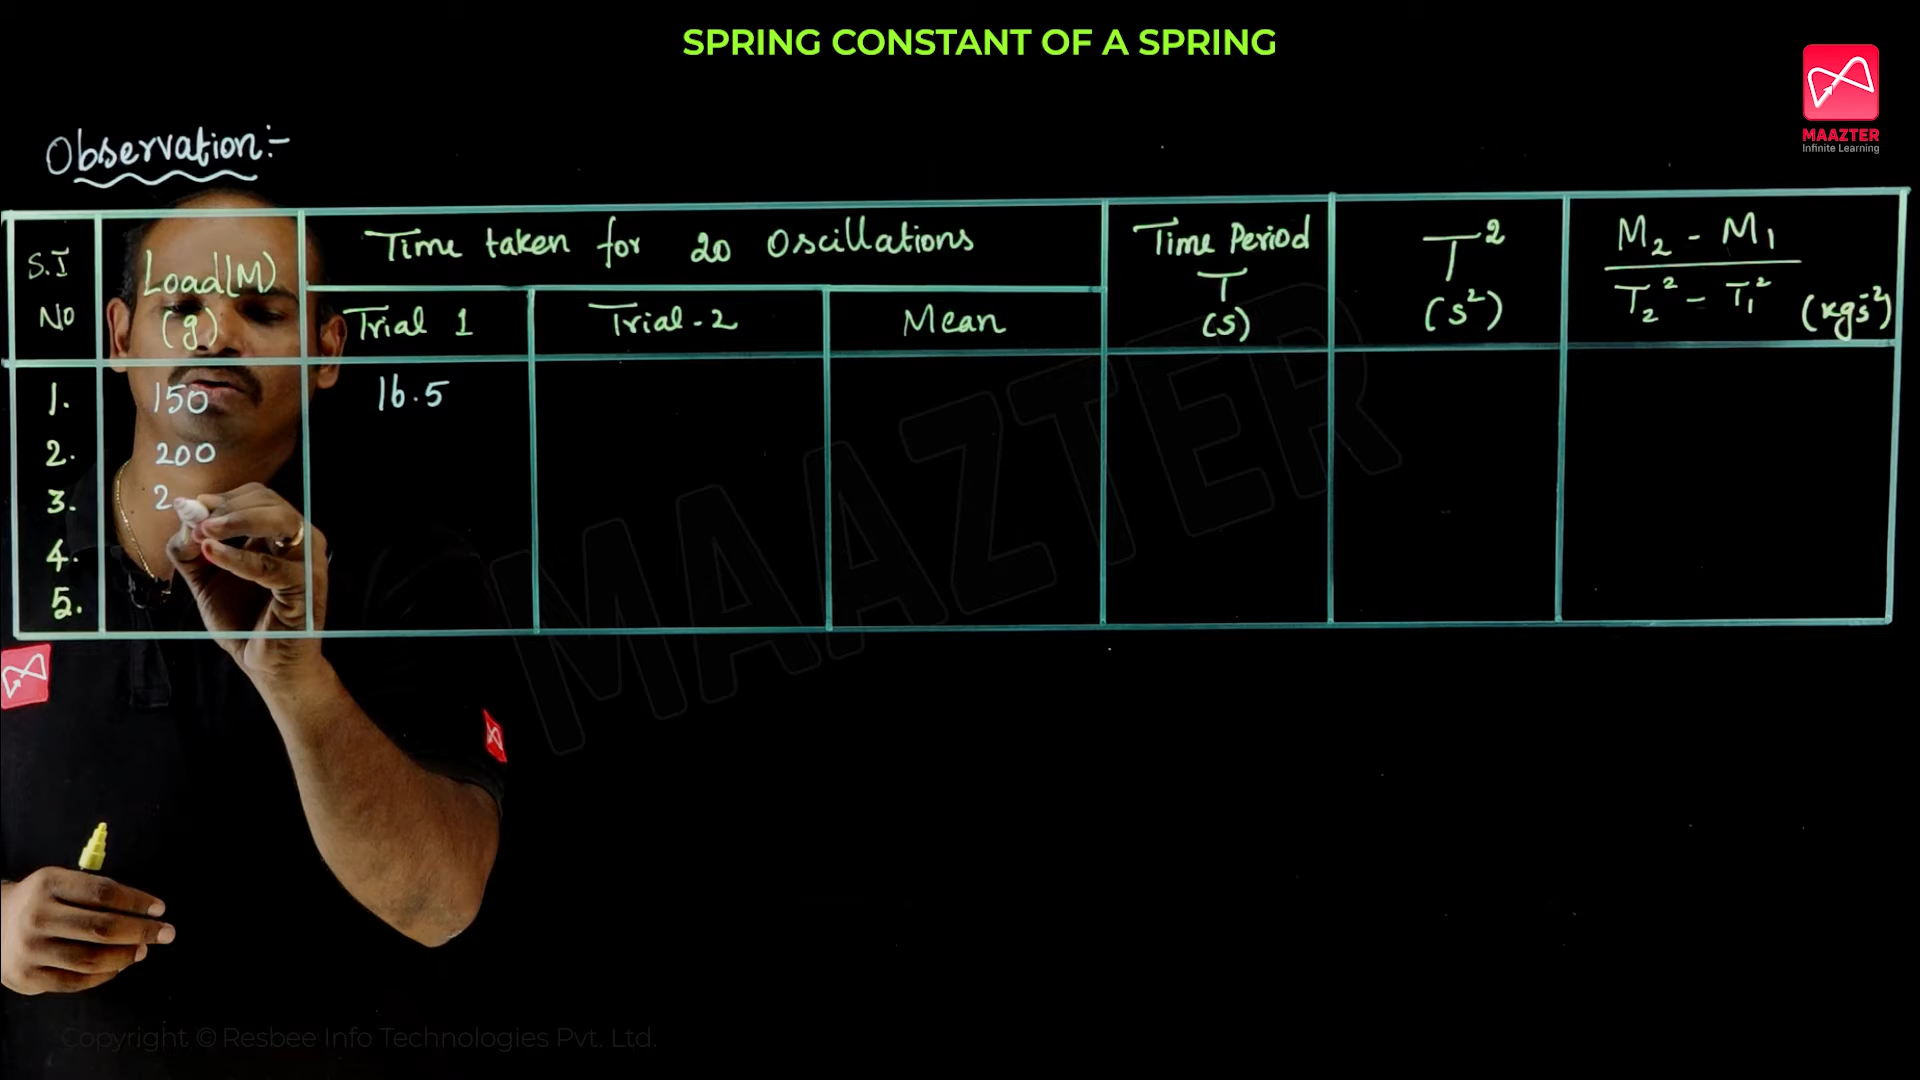 SPRING CONSTANT OF A SPRING
MAAZTER
Infinite Learning
Observation:-
S.I
No
Load(M)
(g)
Time taken for 20 Oscillations
Trial 1
Trial-2
Mean
Time Period
T
(s)
T²
(s²)
M₂ - M₁
T₂² - T₁² (kgs⁻²)
1. 150 16.5
2. 200
3. 2
4.
5.
MAAZTER
Copyright © Resbee Info Technologies Pvt. Ltd.